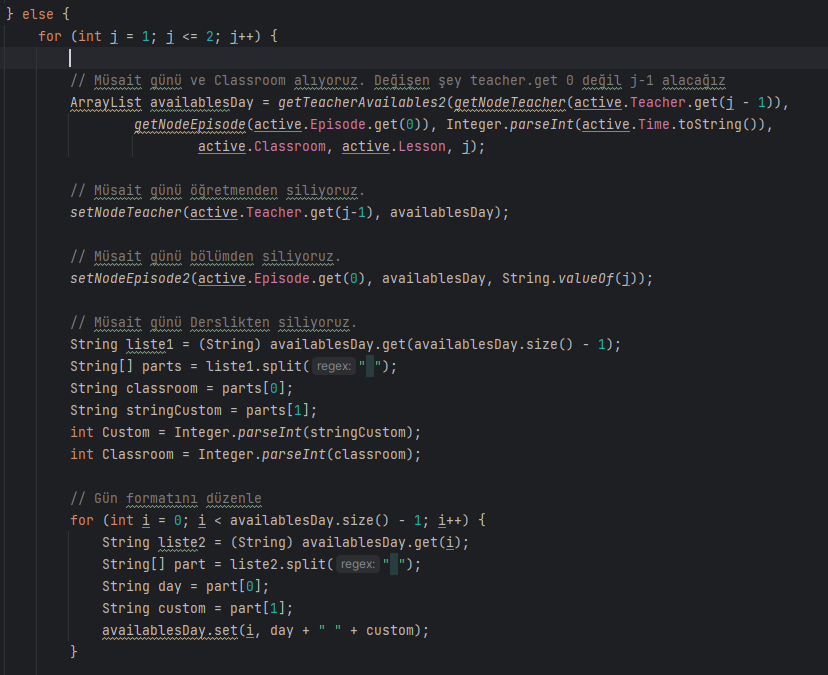 } else {
for (int j = 1; j <= 2; j++) {
// Müsait günü ve Classroom alıyoruz. Değişen şey teacher.get 0 değil j-1 alacağız
ArrayList availablesDay = getTeacherAvailables2(getNodeTeacher(active.Teacher.get(j - 1)),
getNodeEpisode(active.Episode.get(0)), Integer.parseInt(active.Time.toString()),
active.Classroom, active.Lesson, j);
// Müsait günü öğretmenden siliyoruz.
setNodeTeacher(active.Teacher.get(j-1), availablesDay);
// Müsait günü bölümden siliyoruz.
setNodeEpisode2(active.Episode.get(0), availablesDay, String.valueOf(j));
// Müsait günü Derslikten siliyoruz.
String liste1 = (String) availablesDay.get(availablesDay.size() - 1);
String[] parts = liste1.split( regex: " ");
String classroom = parts[0];
String stringCustom = parts[1];
int Custom = Integer.parseInt(stringCustom);
int Classroom = Integer.parseInt(classroom);
// Gün formatını düzenle
for (int i = 0; i < availablesDay.size() - 1; i++) {
String liste2 = (String) availablesDay.get(i);
String[] part = liste2.split( regex: " ");
String day = part[0];
String custom = part[1];
availablesDay.set(i, day + " " + custom);
}